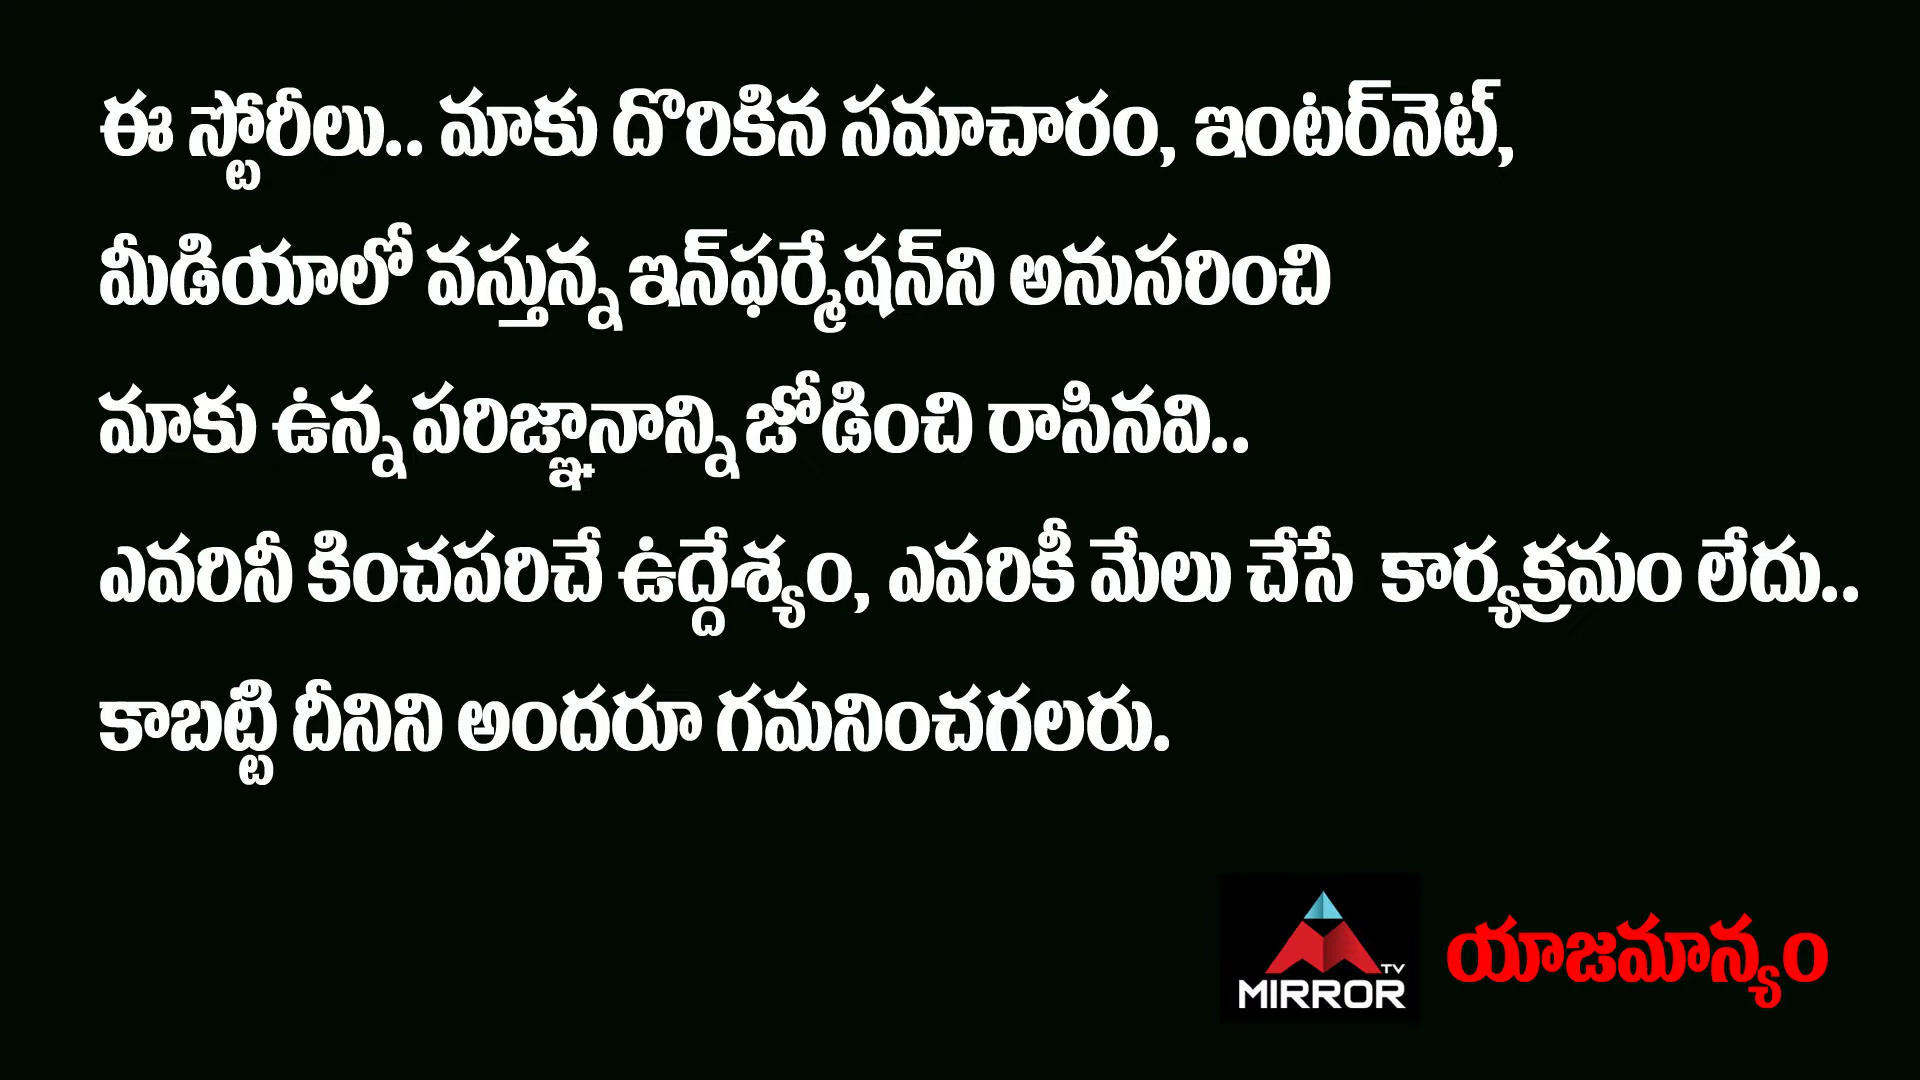 ఈ స్టోరీలు.. మాకు దొరికిన సమాచారం, ఇంటర్‌నెట్,
మీడియాలో వస్తున్న ఇన్‌ఫర్మేషన్‌ని అనుసరించి
మాకు ఉన్న పరిజ్ఞానాన్ని జోడించి రాసినవి..
ఎవరినీ కించపరిచే ఉద్దేశ్యం, ఎవరికీ మేలు చేసే కార్యక్రమం లేదు..
కాబట్టి దీనిని అందరూ గమనించగలరు.
TV
MIRROR
యాజమాన్యం